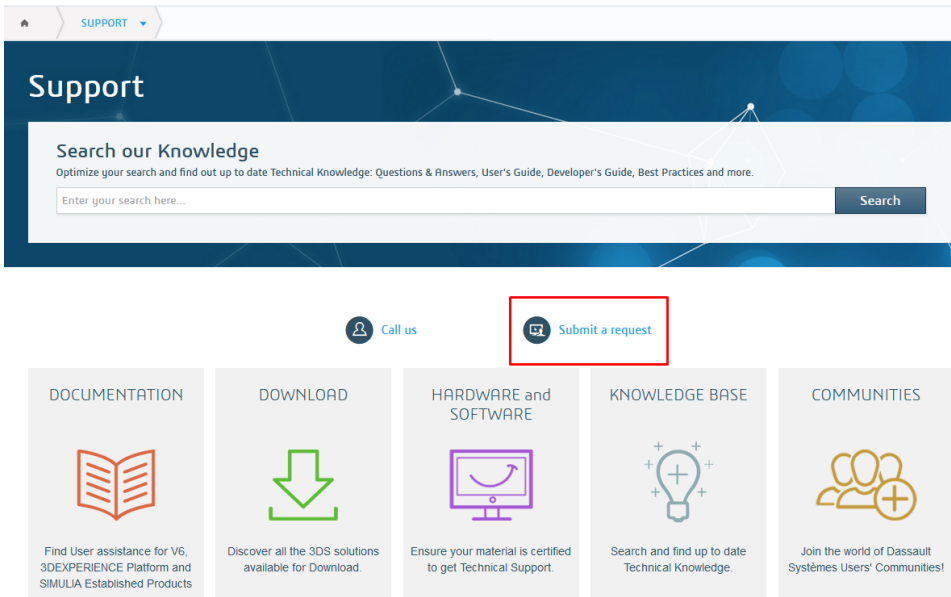 SUPPORT
Support
Search our Knowledge
Optimize your search and find out up to date Technical Knowledge: Questions & Answers, User's Guide, Developer's Guide, Best Practices and more.
Enter your search here...
Search
Call us
Submit a request
DOCUMENTATION
Find User assistance for V6,
3DEXPERIENCE Platform and
SIMULIA Established Products
DOWNLOAD
Discover all the 3DS solutions
available for Download.
HARDWARE and
SOFTWARE
Ensure your material is certified
to get Technical Support.
KNOWLEDGE BASE
Search and find up to date
Technical Knowledge.
COMMUNITIES
Join the world of Dassault
Systèmes Users' Communities!